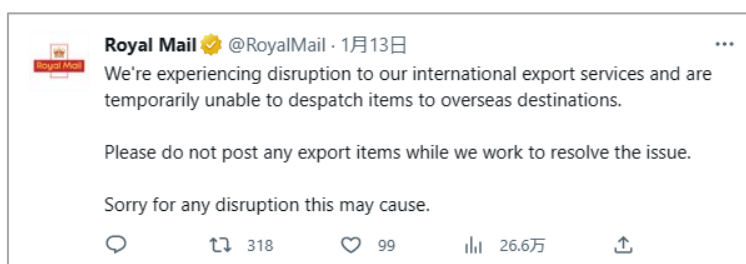 Royal Mail @RoyalMail · 1月13日
Royal Mail
We're experiencing disruption to our international export services and are
temporarily unable to despatch items to overseas destinations.
Please do not post any export items while we work to resolve the issue.
Sorry for any disruption this may cause.
318 99 26.6万